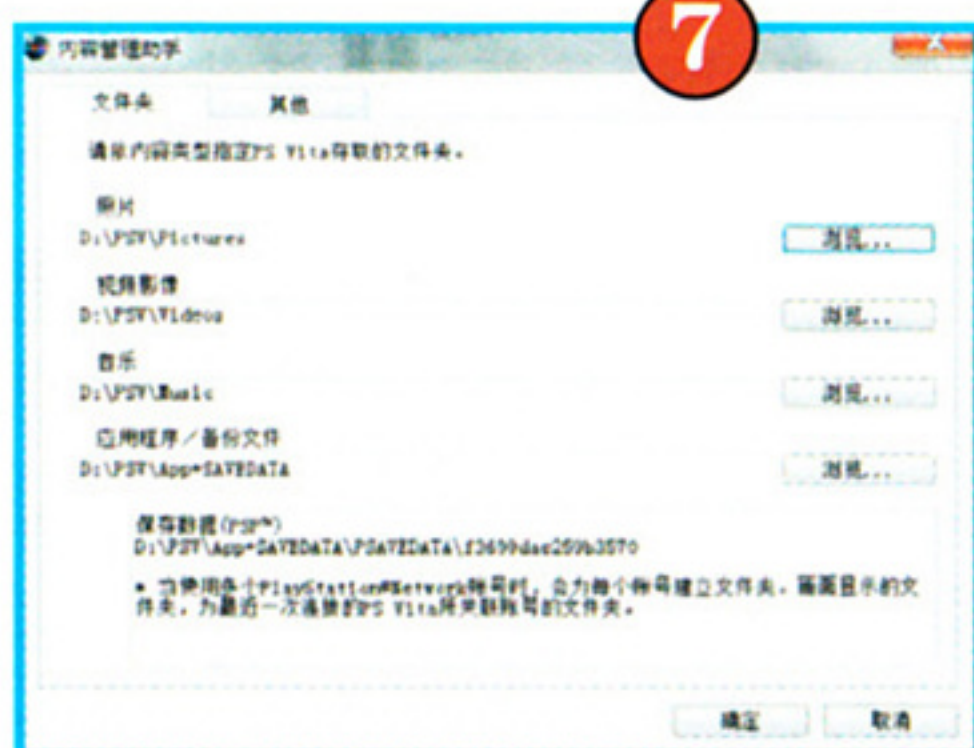 7
内容管理助手
文件夹 其他
请依内容类型指定PS Vita存取的文件夹。
照片
D:\PSV\Pictures 浏览...
视频影像
D:\PSV\Videos 浏览...
音乐
D:\PSV\Music 浏览...
应用程序／备份文件
D:\PSV\App+SAVEDATA 浏览...
保存数据(PSP™)
D:\PSV\App+SAVEDATA\PSAVEDATA\f3699dac259b3570
• 当使用多个PlayStation®Network账号时，会为每个账号建立文件夹。画面显示的文
件夹，为最近一次连接的PS Vita所关联账号的文件夹。
确定 取消